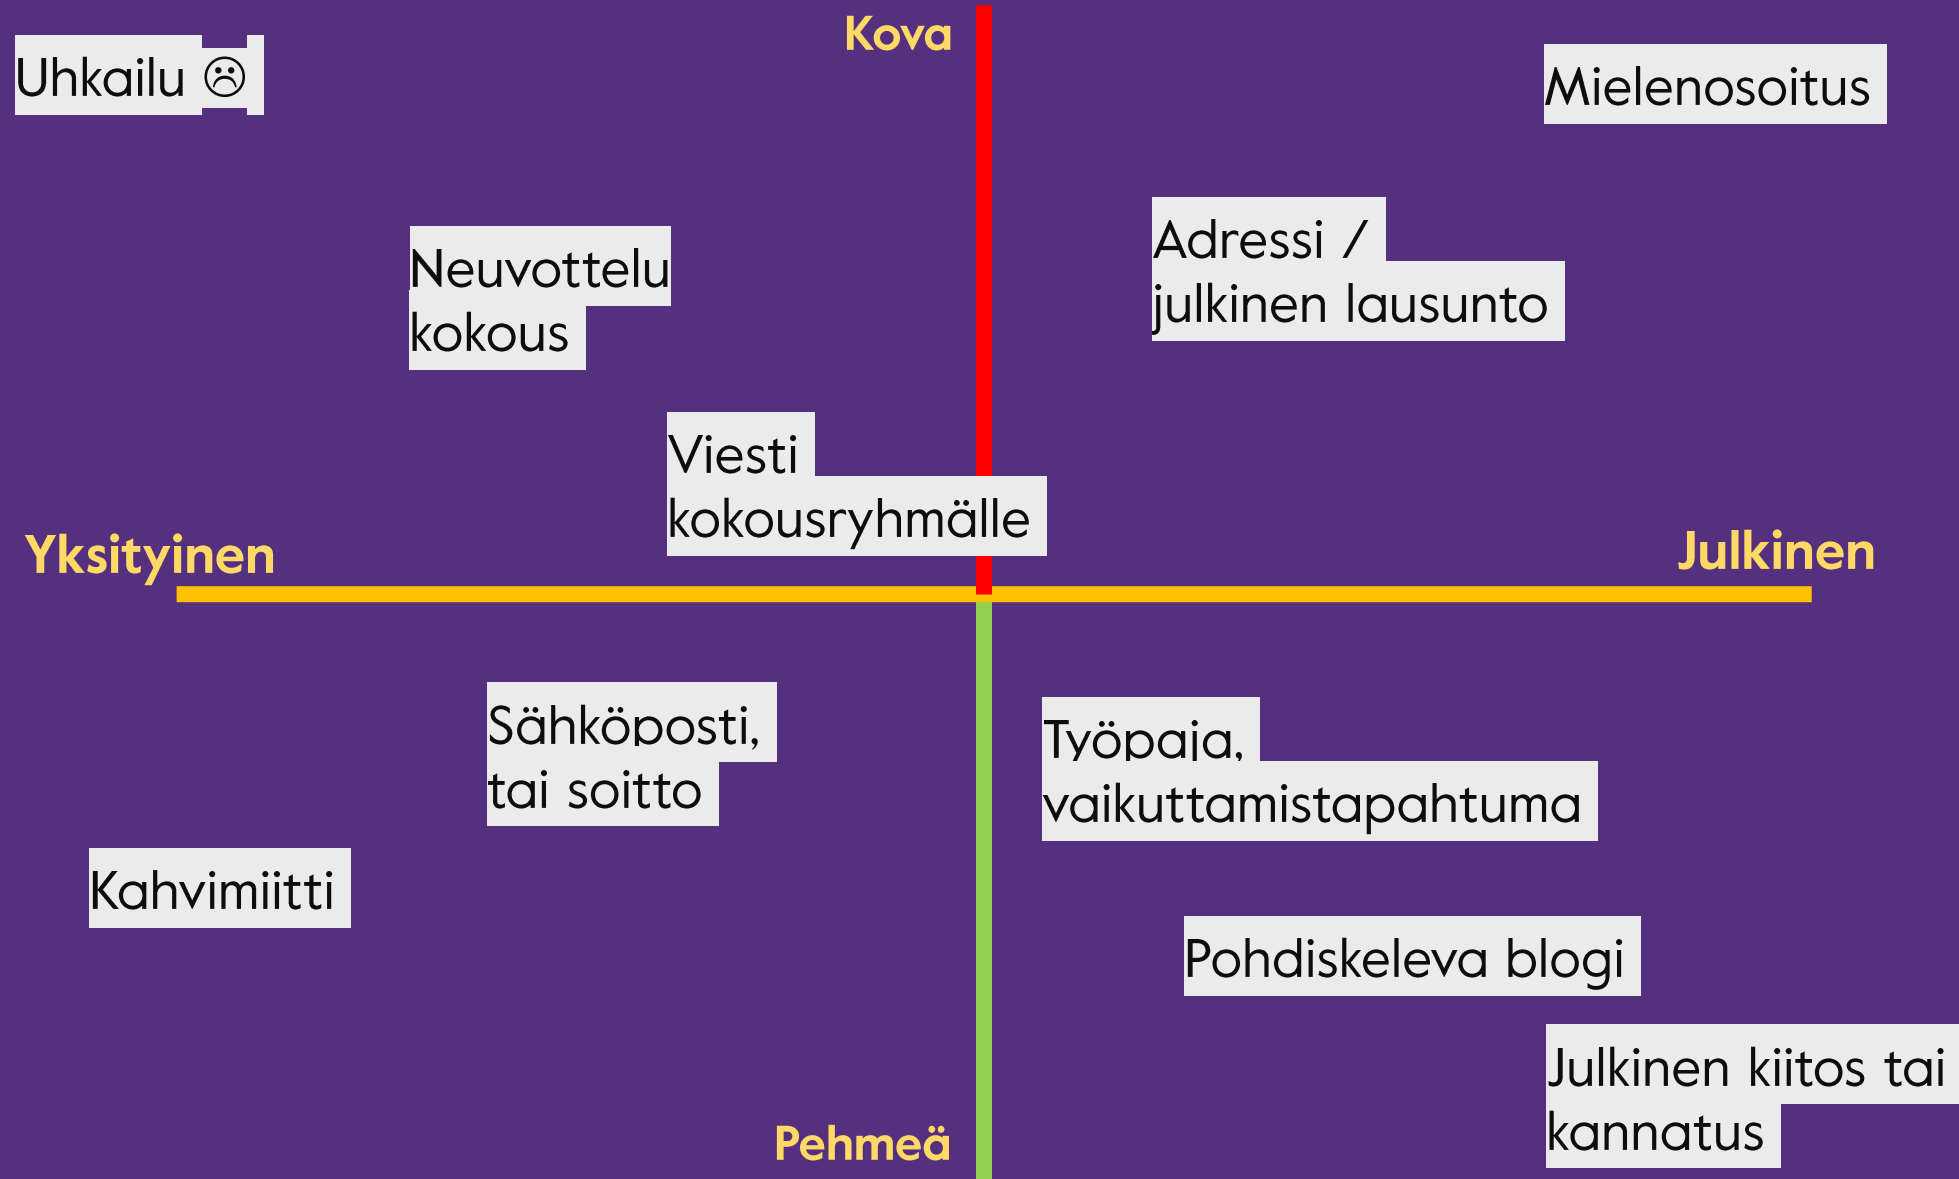 Kova
Uhkailu ☹
Mielenosoitus
Neuvottelu
kokous
Adressi /
julkinen lausunto
Viesti
kokousryhmälle
Yksityinen
Julkinen
Sähköposti,
tai soitto
Työpaja,
vaikuttamistapahtuma
Kahvimiitti
Pohdiskeleva blogi
Julkinen kiitos tai
kannatus
Pehmeä